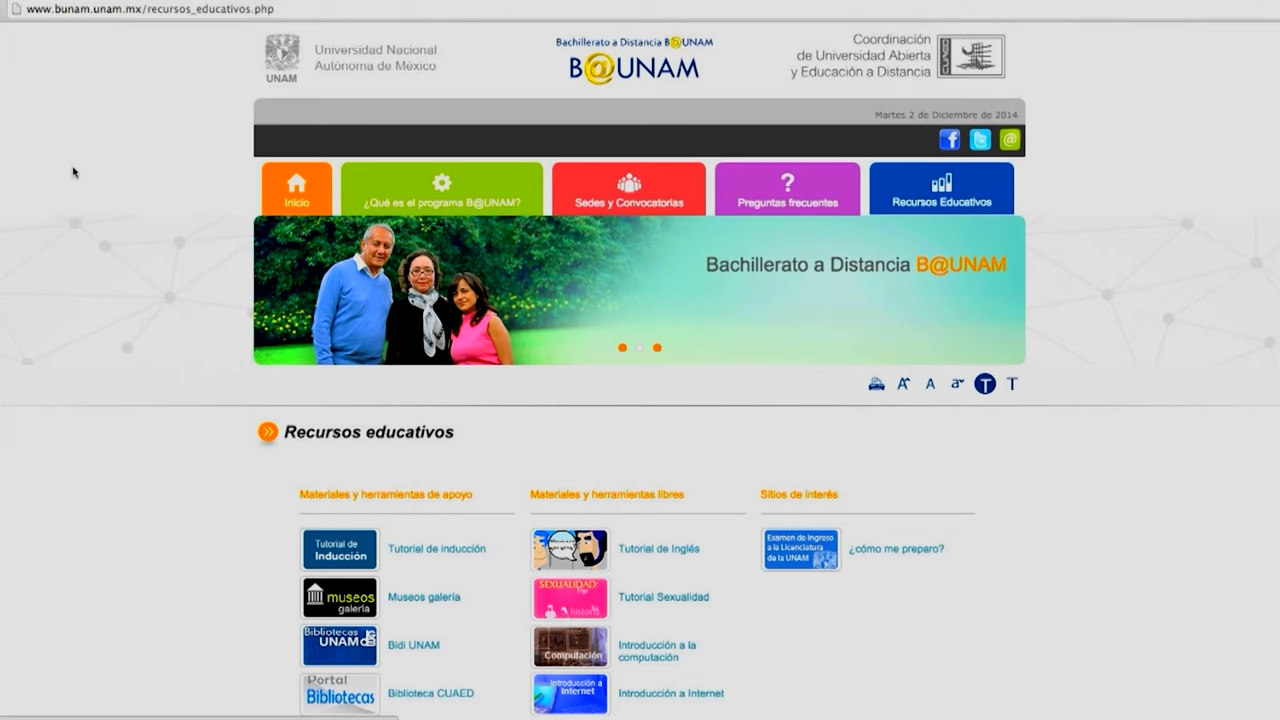 www.bunam.unam.mx/recursos_educativos.php
UNAM
Universidad Nacional
Autónoma de México
Bachillerato a Distancia B@UNAM
B@UNAM
Coordinación
de Universidad Abierta
y Educación a Distancia
CUAED
Martes 2 de Diciembre de 2014
Inicio
¿Qué es el programa B@UNAM?
Sedes y Convocatorias
Preguntas frecuentes
Recursos Educativos
Bachillerato a Distancia B@UNAM
A A a T T
Recursos educativos
Materiales y herramientas de apoyo
Tutorial de
Inducción
Tutorial de inducción
museos
galería
Museos galería
Bibliotecas
UNAM
Bidi UNAM
Portal
Bibliotecas
Biblioteca CUAED
Materiales y herramientas libres
Tutorial de Inglés
SEXUALIDAD
historia
Tutorial Sexualidad
Computación
Introducción a la
computación
Introducción a
Internet
Introducción a Internet
Sitios de interés
Examen de Ingreso
a la Licenciatura
de la UNAM
¿cómo me preparo?